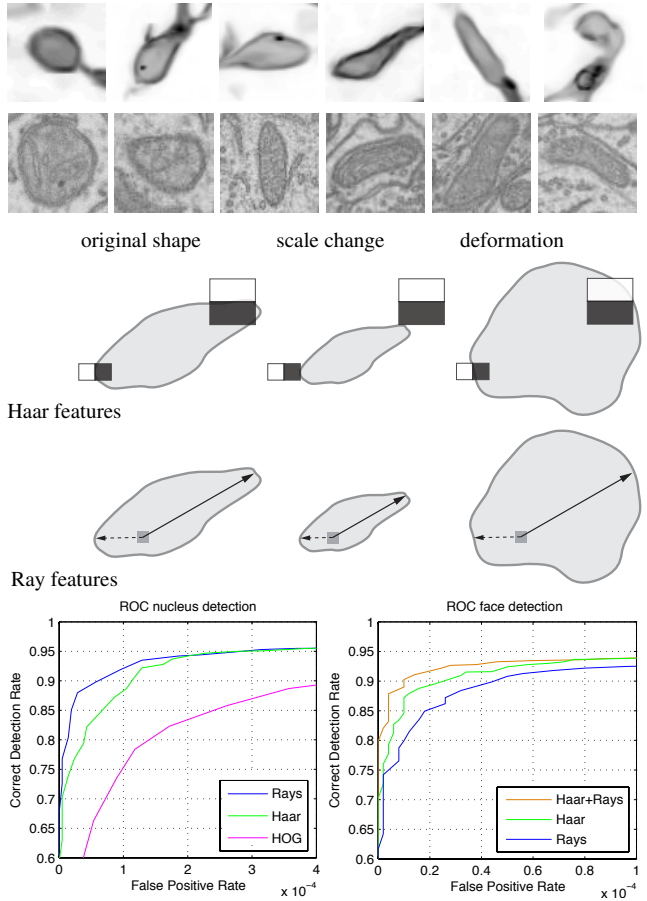 original shape scale change deformation
Haar features
Ray features
ROC nucleus detection
Correct Detection Rate
1
0.95
0.9
0.85
0.8
0.75
0.7
0.65
0.6
0 1 2 3 4
False Positive Rate
x 10⁻⁴
Rays
Haar
HOG
ROC face detection
Correct Detection Rate
1
0.95
0.9
0.85
0.8
0.75
0.7
0.65
0.6
0 0.2 0.4 0.6 0.8 1
False Positive Rate
x 10⁻⁴
Haar+Rays
Haar
Rays